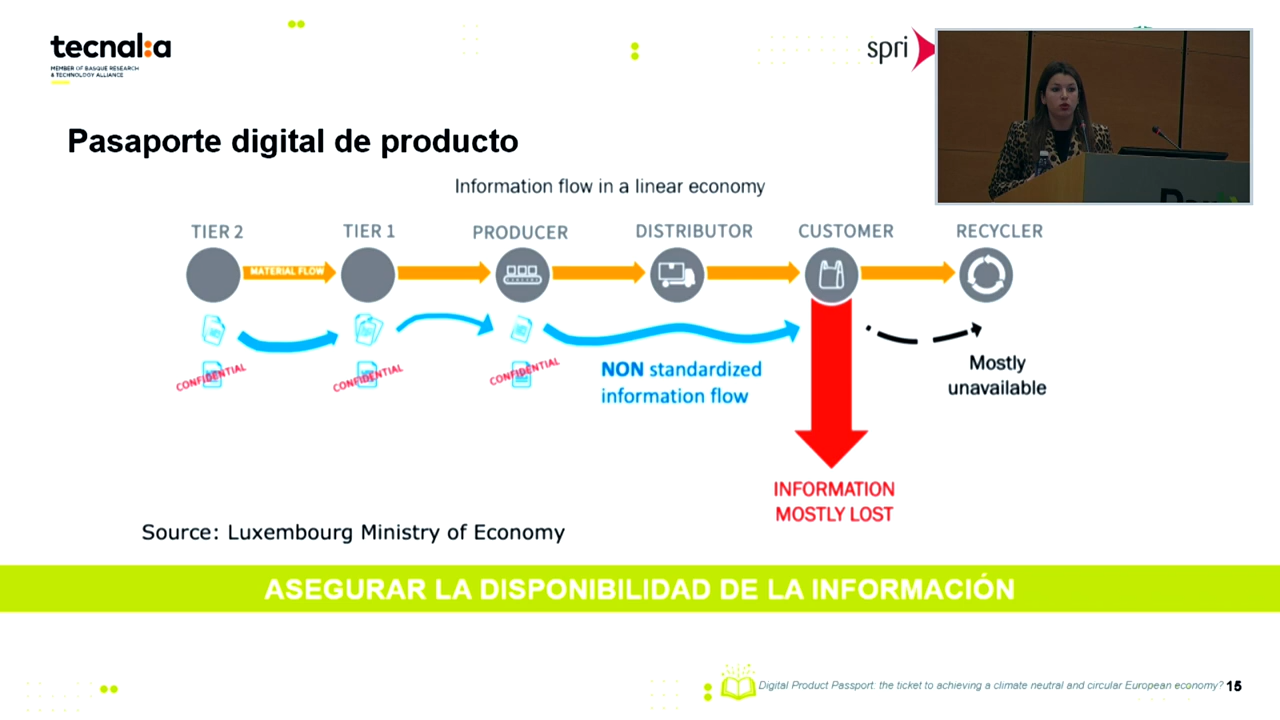 tecnal:a
MEMBER OF BASQUE RESEARCH
& TECHNOLOGY ALLIANCE
spri
Pasaporte digital de producto
Information flow in a linear economy
TIER 2
TIER 1
PRODUCER
DISTRIBUTOR
CUSTOMER
RECYCLER
MATERIAL FLOW
CONFIDENTIAL
CONFIDENTIAL
CONFIDENTIAL
NON standardized
information flow
Mostly
unavailable
INFORMATION
MOSTLY LOST
Source: Luxembourg Ministry of Economy
ASEGURAR LA DISPONIBILIDAD DE LA INFORMACIÓN
Digital Product Passport: the ticket to achieving a climate neutral and circular European economy? 15